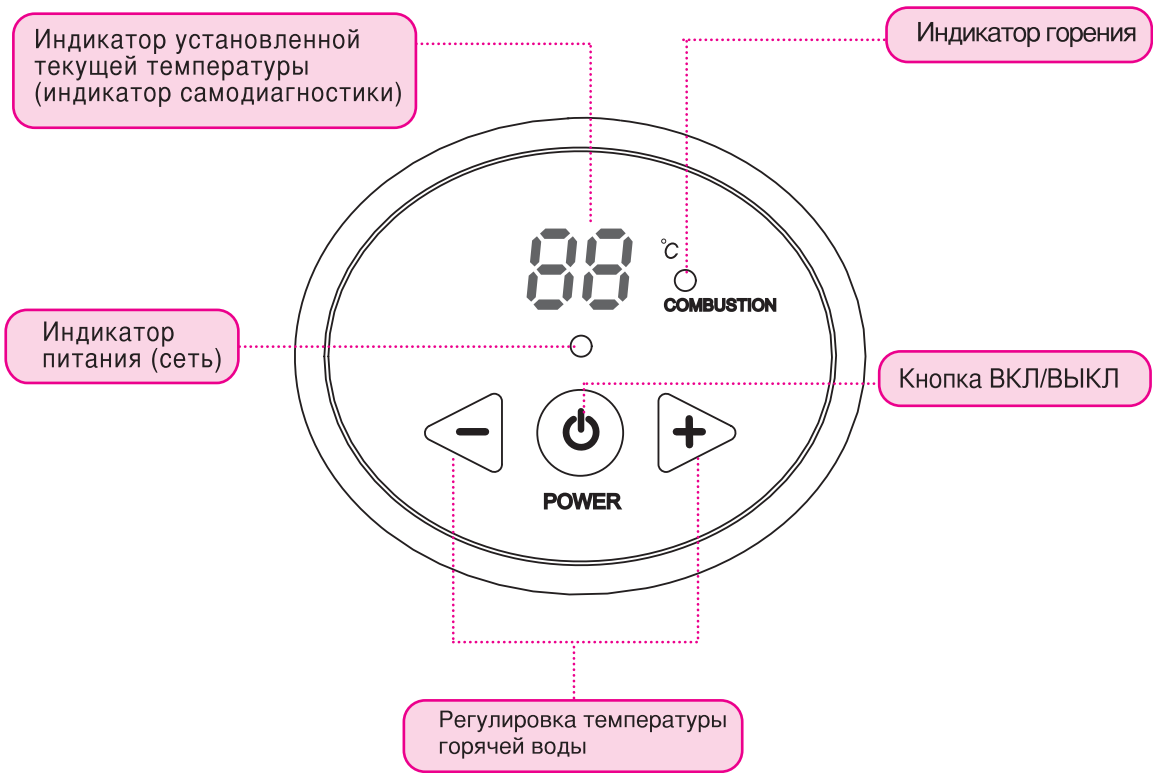 Индикатор установленной
текущей температуры
(индикатор самодиагностики)
Индикатор горения
88
°C
COMBUSTION
Индикатор
питания (сеть)
Кнопка ВКЛ/ВЫКЛ
POWER
Регулировка температуры
горячей воды